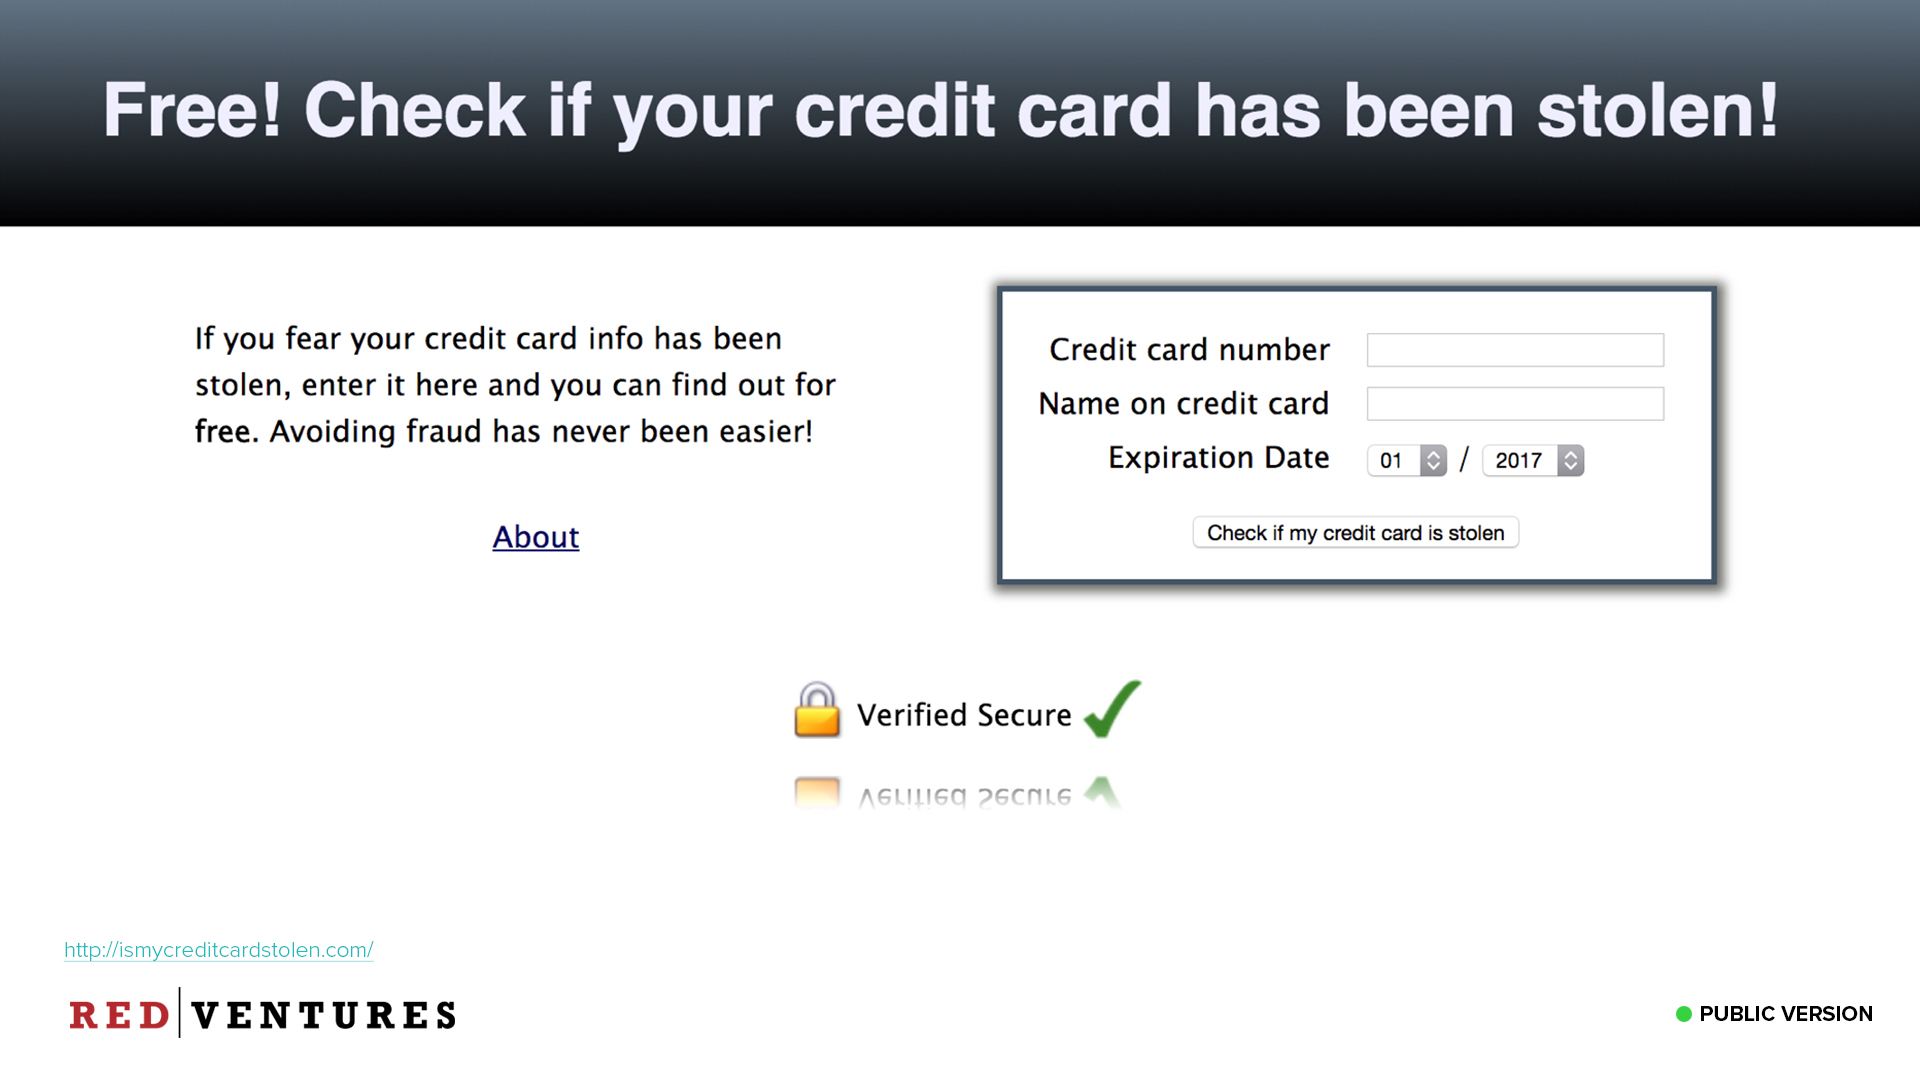 Free! Check if your credit card has been stolen!
If you fear your credit card info has been
stolen, enter it here and you can find out for
free. Avoiding fraud has never been easier!
About
Credit card number
Name on credit card
Expiration Date 01 / 2017
Check if my credit card is stolen
Verified Secure
Verified Secure
http://ismycreditcardstolen.com/
RED VENTURES
PUBLIC VERSION